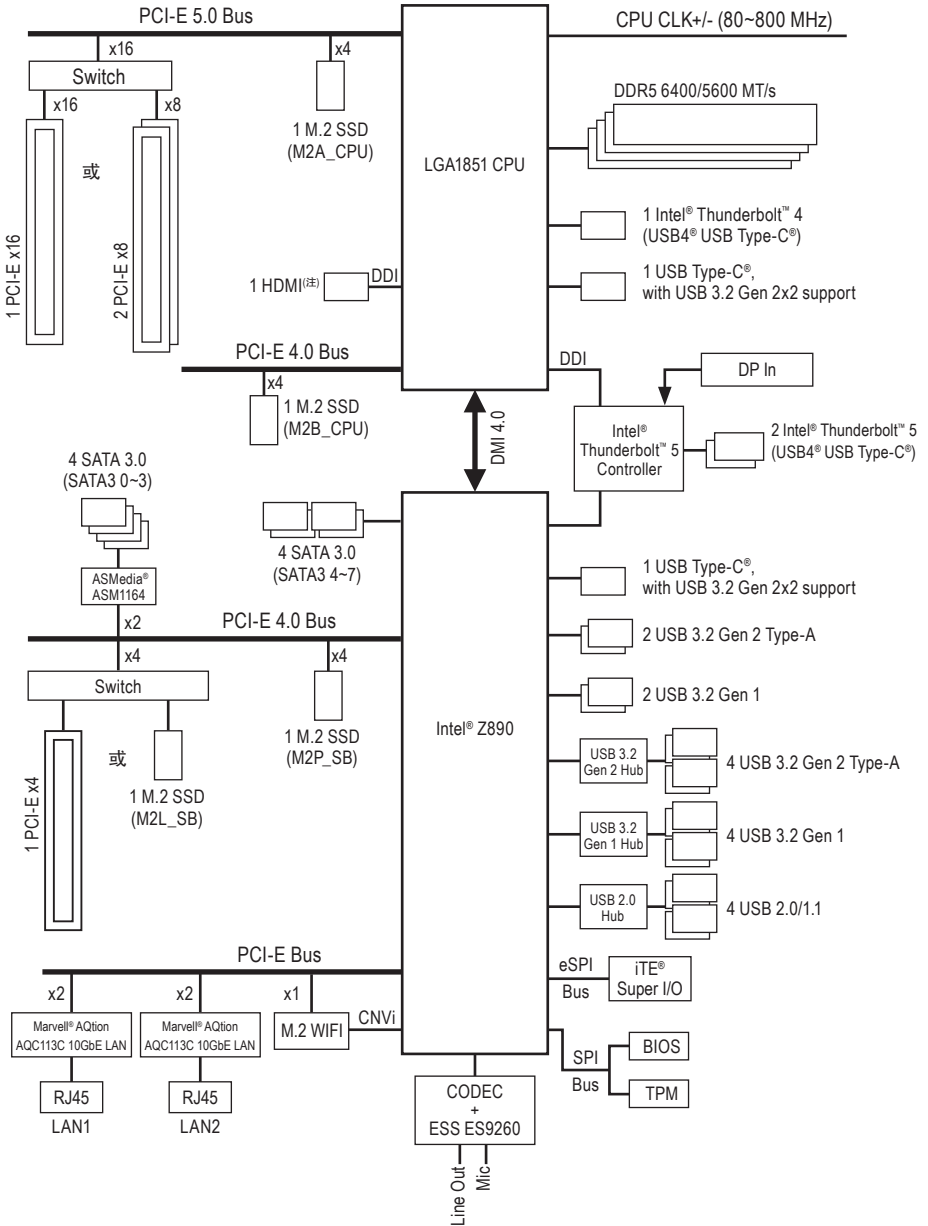 PCI-E 5.0 Bus
CPU CLK+/- (80~800 MHz)
x16
x4
Switch
x16
x8
1 M.2 SSD
(M2A_CPU)
DDR5 6400/5600 MT/s
LGA1851 CPU
或
1 PCI-E x16
2 PCI-E x8
1 Intel® Thunderbolt™ 4
(USB4® USB Type-C®)
1 HDMI(注)
DDI
1 USB Type-C®,
with USB 3.2 Gen 2x2 support
PCI-E 4.0 Bus
x4
1 M.2 SSD
(M2B_CPU)
DMI 4.0
DDI
DP In
Intel®
Thunderbolt™ 5
Controller
2 Intel® Thunderbolt™ 5
(USB4® USB Type-C®)
4 SATA 3.0
(SATA3 0~3)
4 SATA 3.0
(SATA3 4~7)
ASMedia®
ASM1164
x2
PCI-E 4.0 Bus
x4
x4
Switch
1 M.2 SSD
(M2P_SB)
或
1 PCI-E x4
1 M.2 SSD
(M2L_SB)
Intel® Z890
1 USB Type-C®,
with USB 3.2 Gen 2x2 support
2 USB 3.2 Gen 2 Type-A
2 USB 3.2 Gen 1
USB 3.2
Gen 2 Hub
4 USB 3.2 Gen 2 Type-A
USB 3.2
Gen 1 Hub
4 USB 3.2 Gen 1
USB 2.0
Hub
4 USB 2.0/1.1
PCI-E Bus
x2
x2
x1
eSPI
Bus
iTE®
Super I/O
Marvell® AQtion
AQC113C 10GbE LAN
Marvell® AQtion
AQC113C 10GbE LAN
M.2 WIFI
CNVi
SPI
Bus
BIOS
TPM
RJ45
LAN1
RJ45
LAN2
CODEC
+
ESS ES9260
Line Out
Mic